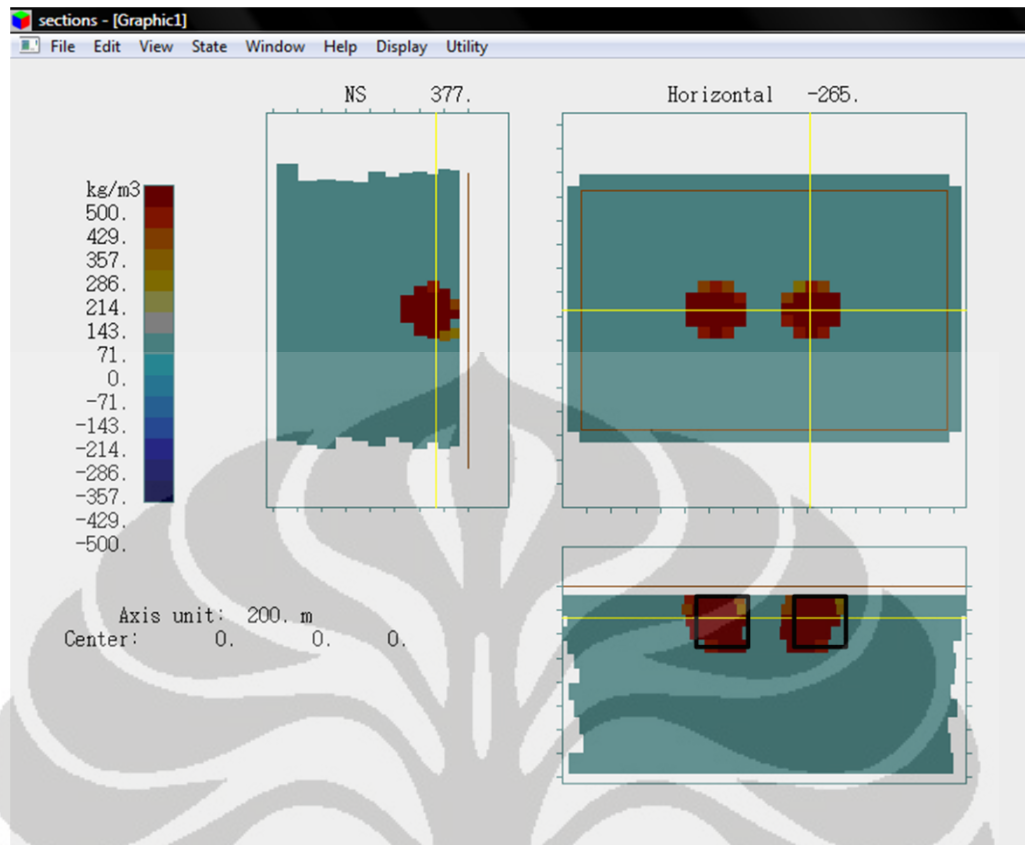 sections - [Graphic1]
File Edit View State Window Help Display Utility
NS 377.
Horizontal -265.
kg/m3
500.
429.
357.
286.
214.
143.
71.
0.
-71.
-143.
-214.
-286.
-357.
-429.
-500.
Axis unit: 200. m
Center: 0. 0. 0.